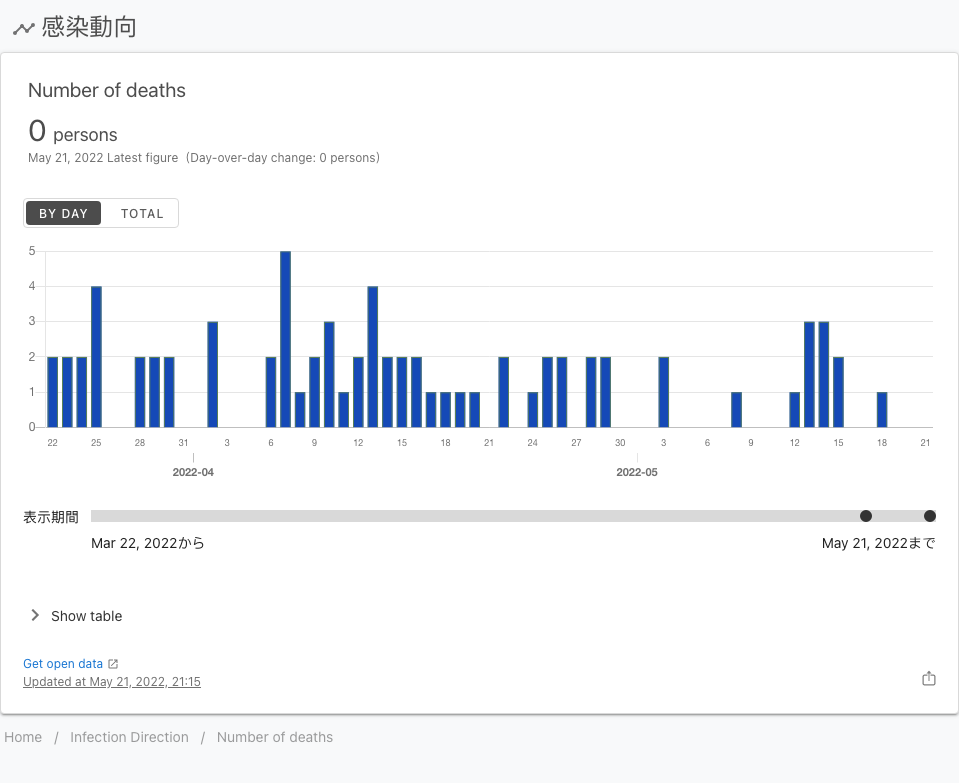 感染動向
Number of deaths
0 persons
May 21, 2022 Latest figure (Day-over-day change: 0 persons)
BY DAY TOTAL
5
4
3
2
1
0
22 25 28 31 3 6 9 12 15 18 21 24 27 30 3 6 9 12 15 18 21
2022-04 2022-05
表示期間
Mar 22, 2022から May 21, 2022まで
Show table
Get open data
Updated at May 21, 2022, 21:15
Home / Infection Direction / Number of deaths